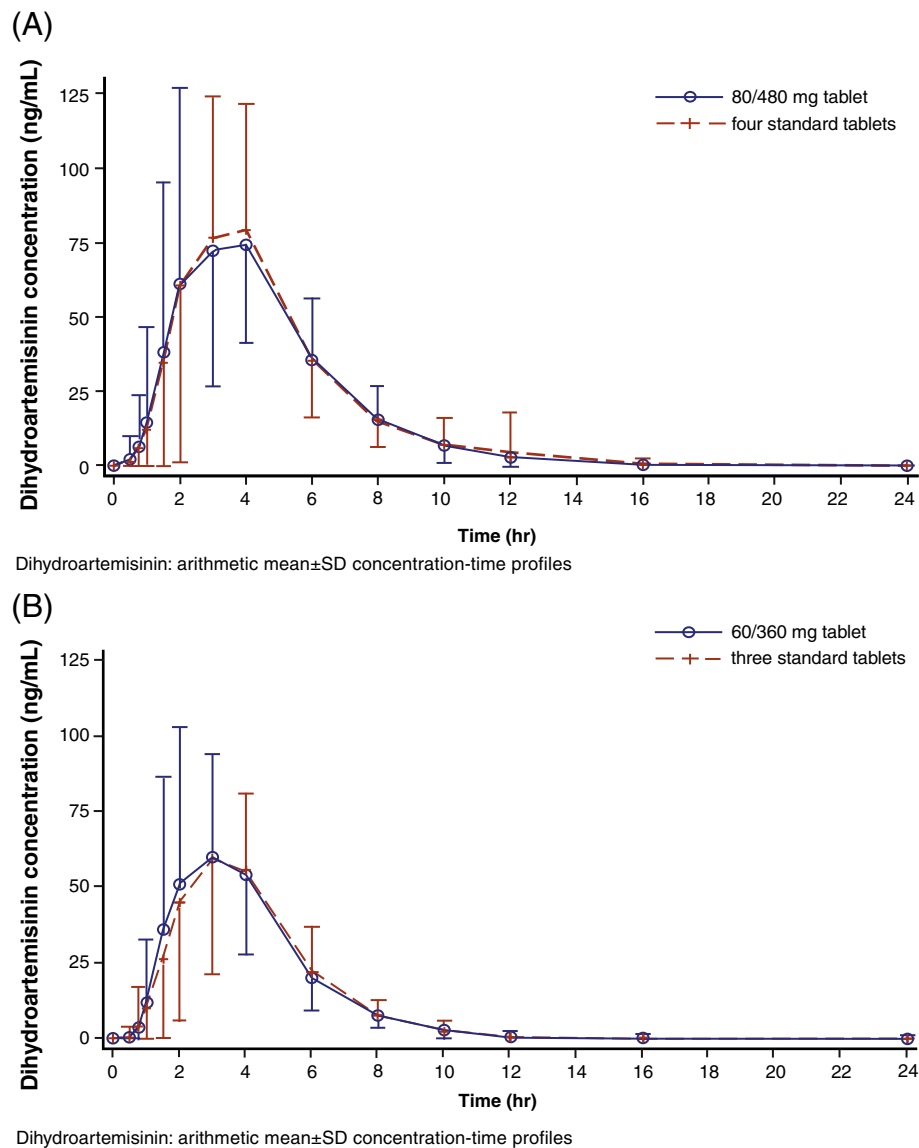 (A)
Dihydroartemisinin concentration (ng/mL)
125
100
75
50
25
0
80/480 mg tablet
four standard tablets
0 2 4 6 8 10 12 14 16 18 20 22 24
Time (hr)
Dihydroartemisinin: arithmetic mean±SD concentration-time profiles
(B)
Dihydroartemisinin concentration (ng/mL)
125
100
75
50
25
0
60/360 mg tablet
three standard tablets
0 2 4 6 8 10 12 14 16 18 20 22 24
Time (hr)
Dihydroartemisinin: arithmetic mean±SD concentration-time profiles